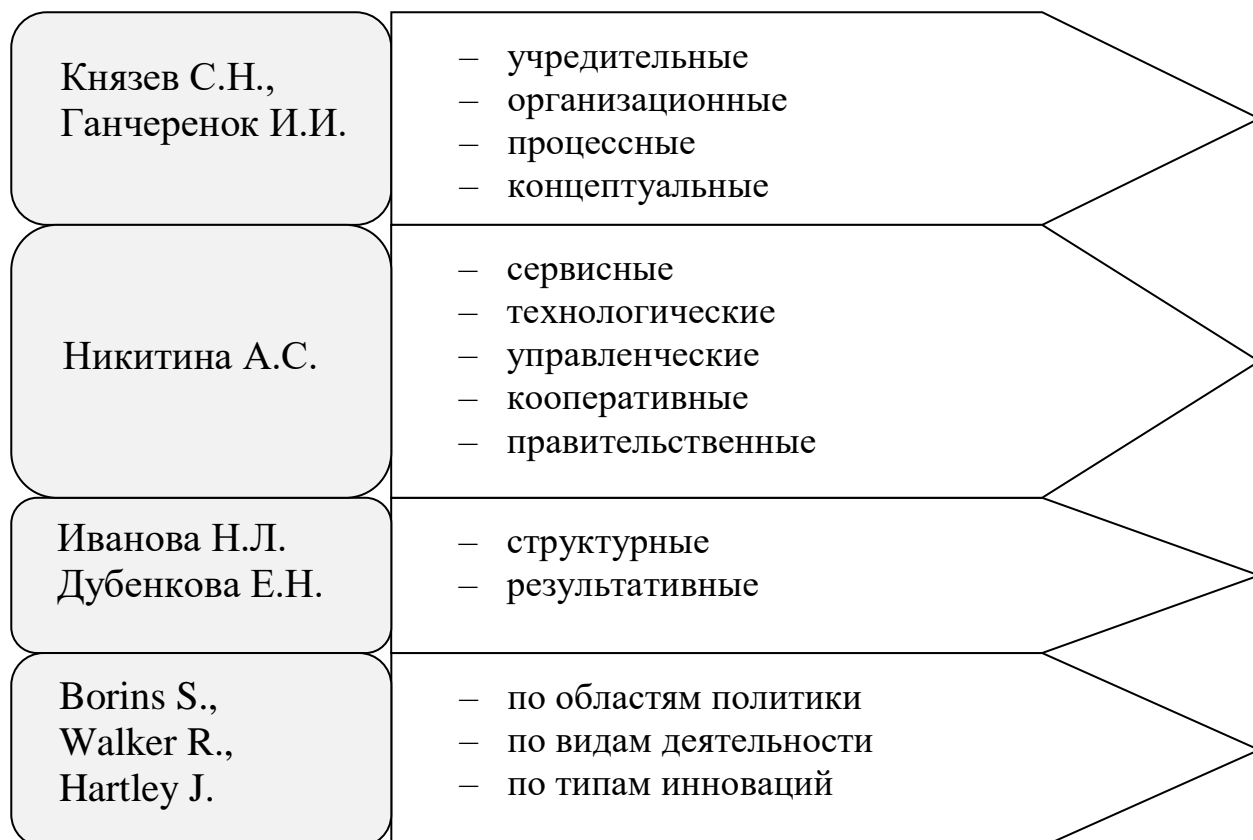 Князев С.Н.,
Ганчеренок И.И.
– учредительные
– организационные
– процессные
– концептуальные
Никитина А.С.
– сервисные
– технологические
– управленческие
– кооперативные
– правительственные
Иванова Н.Л.
Дубенкова Е.Н.
– структурные
– результативные
Borins S.,
Walker R.,
Hartley J.
– по областям политики
– по видам деятельности
– по типам инноваций